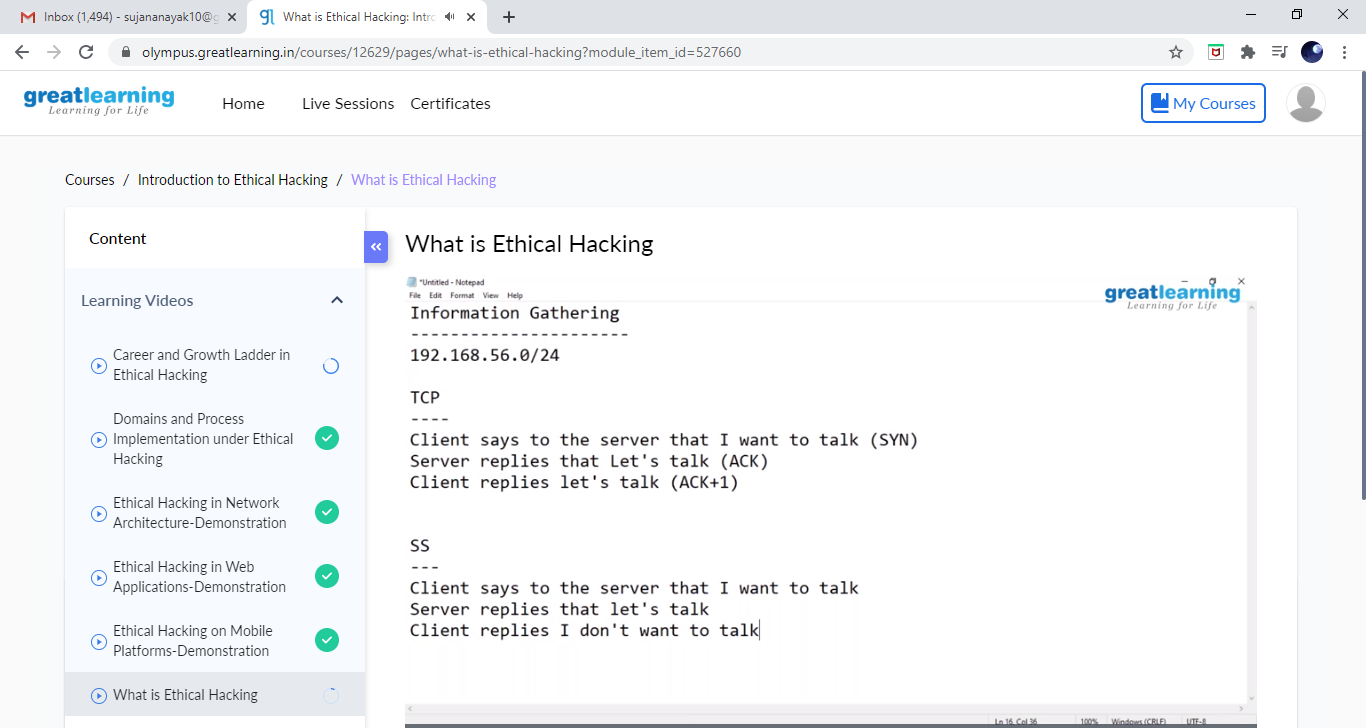 Inbox (1,494) - sujananayak10@g
What is Ethical Hacking: Intro
olympus.greatlearning.in/courses/12629/pages/what-is-ethical-hacking?module_item_id=527660
greatlearning
Learning for Life
Home Live Sessions Certificates
My Courses
Courses / Introduction to Ethical Hacking / What is Ethical Hacking
Content
Learning Videos
Career and Growth Ladder in
Ethical Hacking
Domains and Process
Implementation under Ethical
Hacking
Ethical Hacking in Network
Architecture-Demonstration
Ethical Hacking in Web
Applications-Demonstration
Ethical Hacking on Mobile
Platforms-Demonstration
What is Ethical Hacking
What is Ethical Hacking
*Untitled - Notepad
File Edit Format View Help
greatlearning
Learning for Life
Information Gathering
----------------------
192.168.56.0/24
TCP
----
Client says to the server that I want to talk (SYN)
Server replies that Let's talk (ACK)
Client replies let's talk (ACK+1)
SS
---
Client says to the server that I want to talk
Server replies that let's talk
Client replies I don't want to talk
Ln 16, Col 36 100% Windows (CRLF) UTF-8